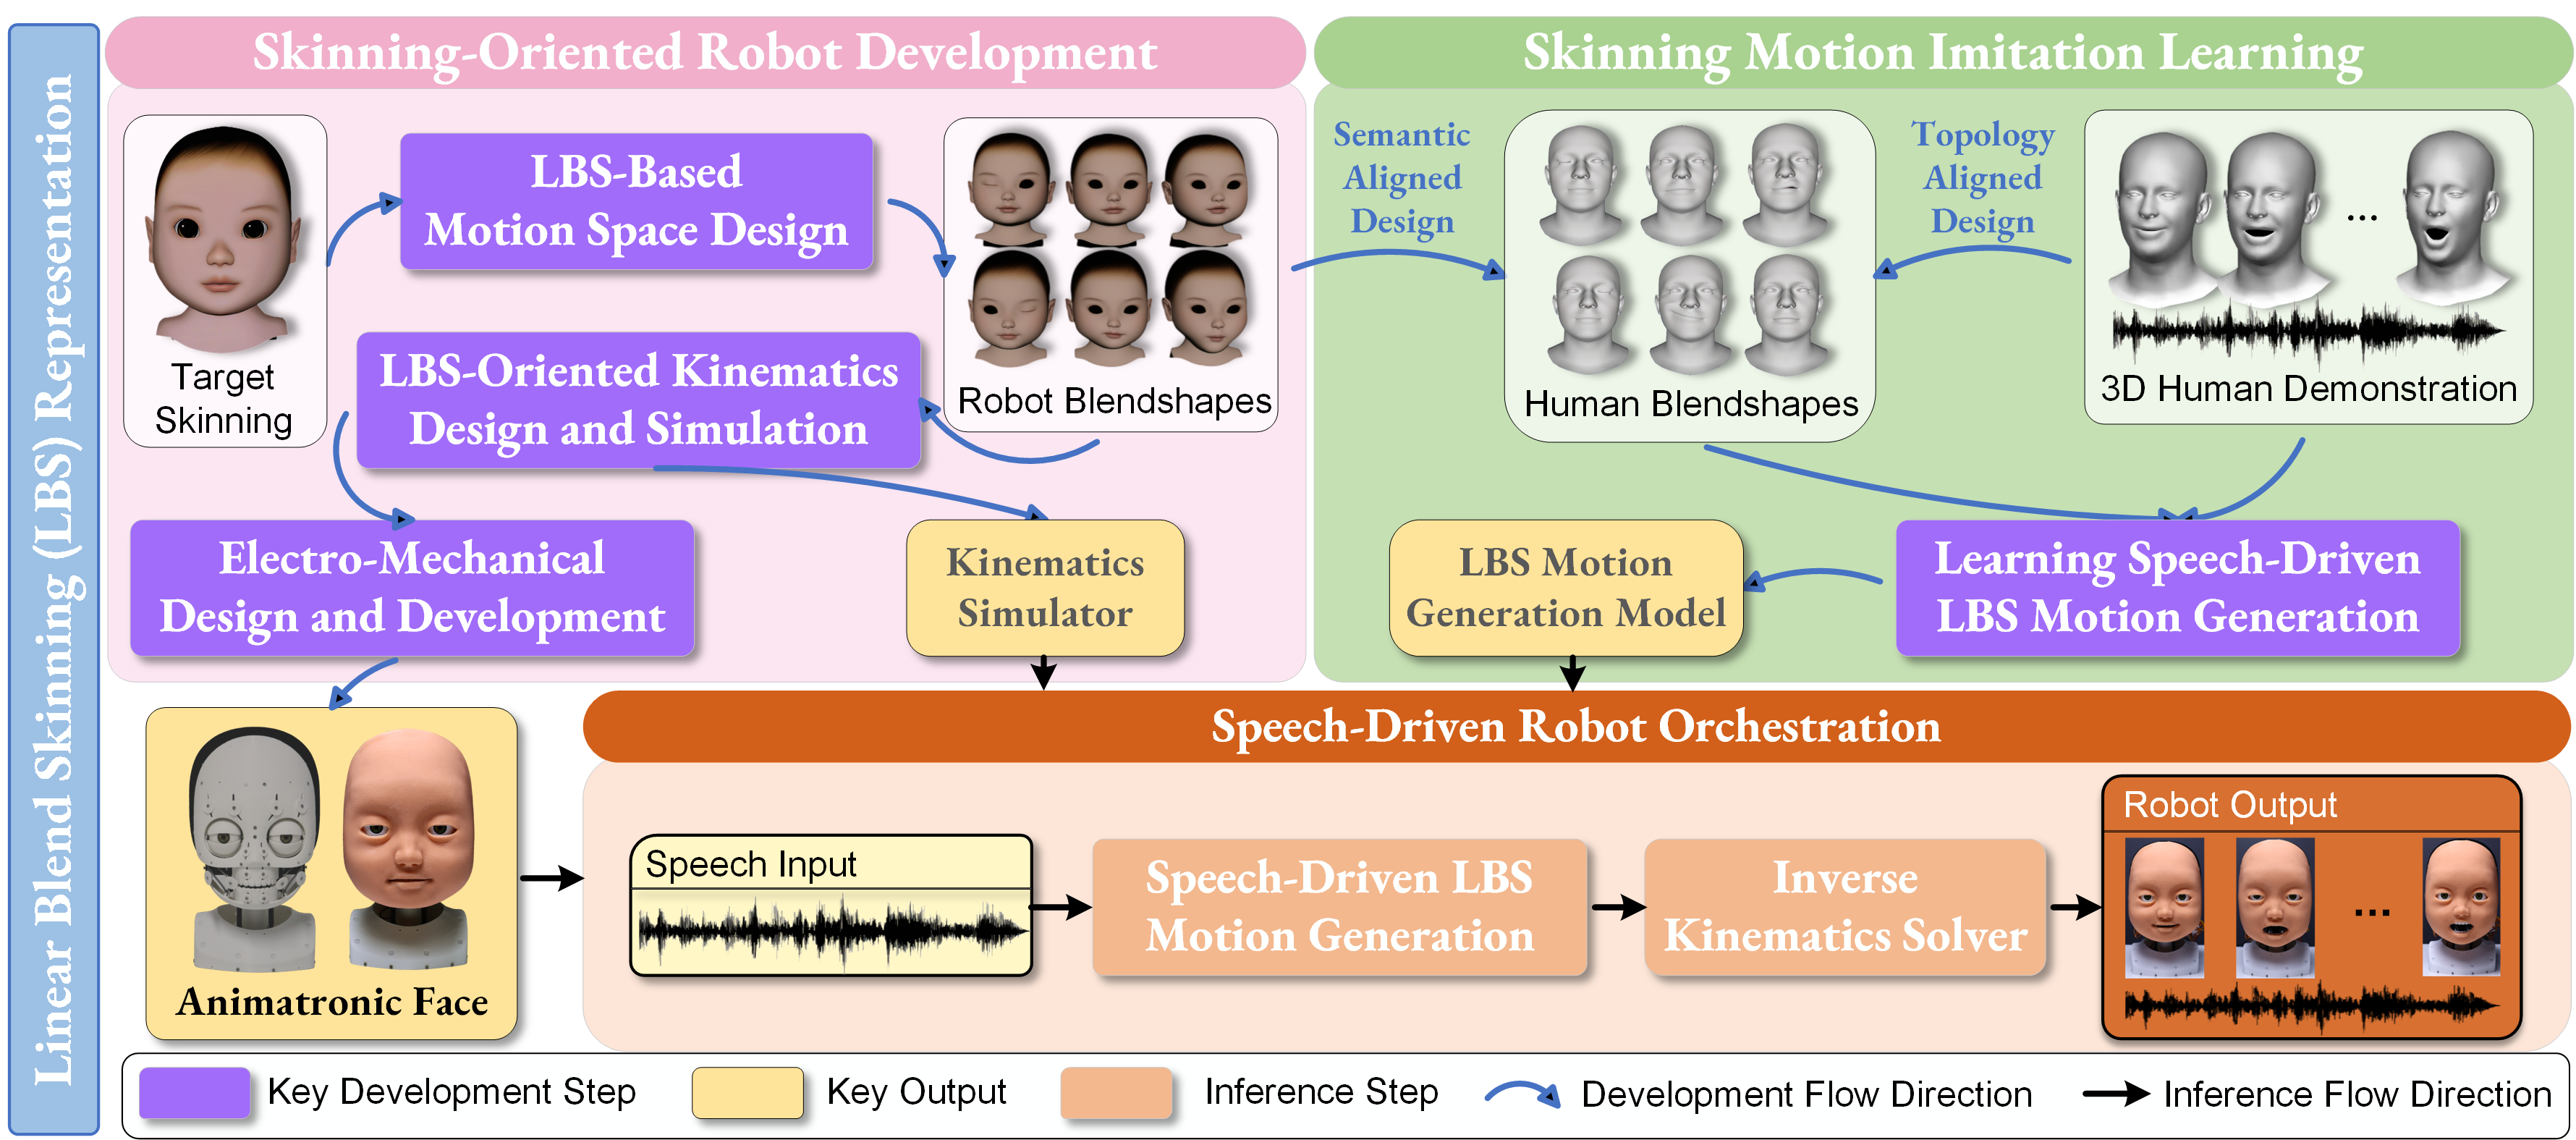 Linear Blend Skinning (LBS) Representation
Skinning-Oriented Robot Development
Target
Skinning
LBS-Based
Motion Space Design
Robot Blendshapes
LBS-Oriented Kinematics
Design and Simulation
Electro-Mechanical
Design and Development
Kinematics
Simulator
Skinning Motion Imitation Learning
Semantic
Aligned
Design
Human Blendshapes
Topology
Aligned
Design
...
3D Human Demonstration
LBS Motion
Generation Model
Learning Speech-Driven
LBS Motion Generation
Animatronic Face
Speech-Driven Robot Orchestration
Speech Input
Speech-Driven LBS
Motion Generation
Inverse
Kinematics Solver
Robot Output
...
Key Development Step
Key Output
Inference Step
Development Flow Direction
Inference Flow Direction